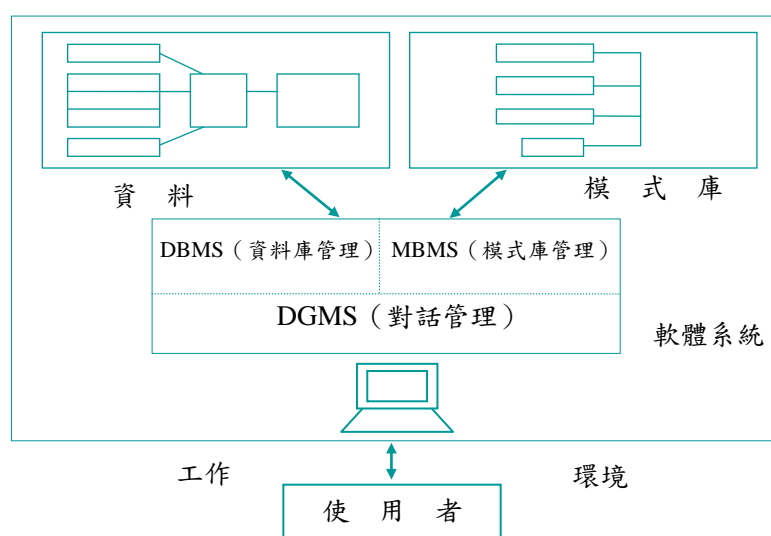 資料
模式庫
DBMS（資料庫管理）
MBMS（模式庫管理）
DGMS（對話管理）
軟體系統
工作
環境
使用者